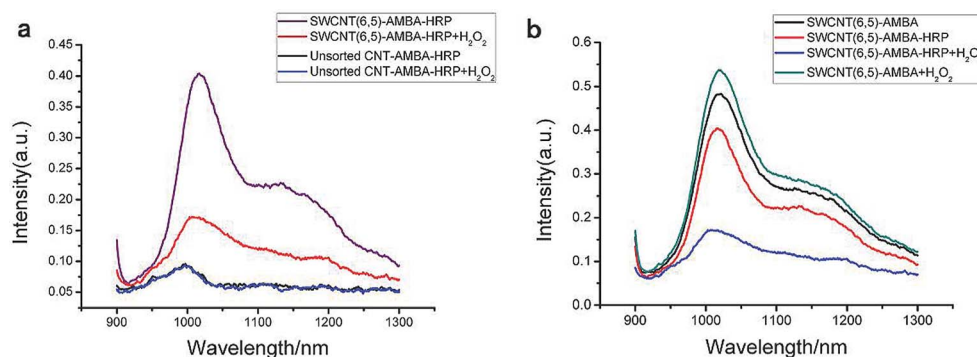 a
SWCNT(6,5)-AMBA-HRP
SWCNT(6,5)-AMBA-HRP+H₂O₂
Unsorted CNT-AMBA-HRP
Unsorted CNT-AMBA-HRP+H₂O₂
Intensity(a.u.)
0.45
0.40
0.35
0.30
0.25
0.20
0.15
0.10
0.05
900
1000
1100
1200
1300
Wavelength/nm
b
SWCNT(6,5)-AMBA
SWCNT(6,5)-AMBA-HRP
SWCNT(6,5)-AMBA-HRP+H₂O
SWCNT(6,5)-AMBA+H₂O₂
Intensity(a.u.)
0.6
0.5
0.4
0.3
0.2
0.1
0.0
900
1000
1100
1200
1300
Wavelength/nm